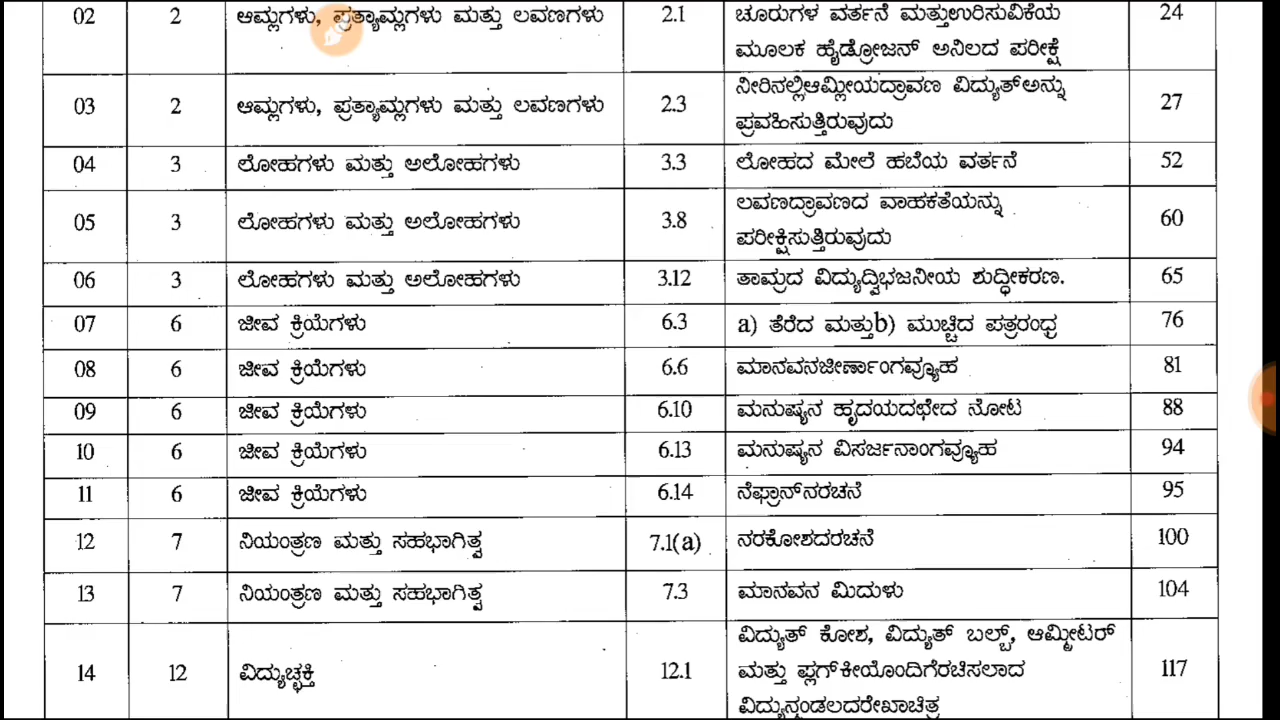 02 2 ಆಮ್ಲಗಳು, ಪ್ರತ್ಯಾಮ್ಲಗಳು ಮತ್ತು ಲವಣಗಳು 2.1 ಚೂರುಗಳ ವರ್ತನೆ ಮತ್ತುಉರಿಸುವಿಕೆಯ 24
ಮೂಲಕ ಹೈಡ್ರೋಜನ್ ಅನಿಲದ ಪರೀಕ್ಷೆ
03 2 ಆಮ್ಲಗಳು, ಪ್ರತ್ಯಾಮ್ಲಗಳು ಮತ್ತು ಲವಣಗಳು 2.3 ನೀರಿನಲ್ಲಿಆಮ್ಲೀಯದ್ರಾವಣ ವಿದ್ಯುತ್‌ಅನ್ನು 27
ಪ್ರವಹಿಸುತ್ತಿರುವುದು
04 3 ಲೋಹಗಳು ಮತ್ತು ಅಲೋಹಗಳು 3.3 ಲೋಹದ ಮೇಲೆ ಹಬೆಯ ವರ್ತನೆ 52
05 3 ಲೋಹಗಳು ಮತ್ತು ಅಲೋಹಗಳು 3.8 ಲವಣದ್ರಾವಣದ ವಾಹಕತೆಯನ್ನು 60
ಪರೀಕ್ಷಿಸುತ್ತಿರುವುದು
06 3 ಲೋಹಗಳು ಮತ್ತು ಅಲೋಹಗಳು 3.12 ತಾಮ್ರದ ವಿದ್ಯುದ್ವಿಭಜನೀಯ ಶುದ್ಧೀಕರಣ. 65
07 6 ಜೀವ ಕ್ರಿಯೆಗಳು 6.3 a) ತೆರೆದ ಮತ್ತುb) ಮುಚ್ಚಿದ ಪತ್ರರಂಧ್ರ 76
08 6 ಜೀವ ಕ್ರಿಯೆಗಳು 6.6 ಮಾನವನಜೀರ್ಣಾಂಗವ್ಯೂಹ 81
09 6 ಜೀವ ಕ್ರಿಯೆಗಳು 6.10 ಮನುಷ್ಯನ ಹೃದಯದಛೇದ ನೋಟ 88
10 6 ಜೀವ ಕ್ರಿಯೆಗಳು 6.13 ಮನುಷ್ಯನ ವಿಸರ್ಜನಾಂಗವ್ಯೂಹ 94
11 6 ಜೀವ ಕ್ರಿಯೆಗಳು 6.14 ನೆಫ್ರಾನ್‌ನರಚನೆ 95
12 7 ನಿಯಂತ್ರಣ ಮತ್ತು ಸಹಭಾಗಿತ್ವ 7.1(a) ನರಕೋಶದರಚನೆ 100
13 7 ನಿಯಂತ್ರಣ ಮತ್ತು ಸಹಭಾಗಿತ್ವ 7.3 ಮಾನವನ ಮಿದುಳು 104
14 12 ವಿದ್ಯುಚ್ಛಕ್ತಿ 12.1 ವಿದ್ಯುತ್ ಕೋಶ, ವಿದ್ಯುತ್ ಬಲ್ಬ್, ಆಮ್ಮೀಟರ್ 117
ಮತ್ತು ಪ್ಲಗ್‌ಕೀಯೊಂದಿಗೆರಚಿಸಲಾದ
ವಿದ್ಯುನ್ಮಂಡಲದರೇಖಾಚಿತ್ರ